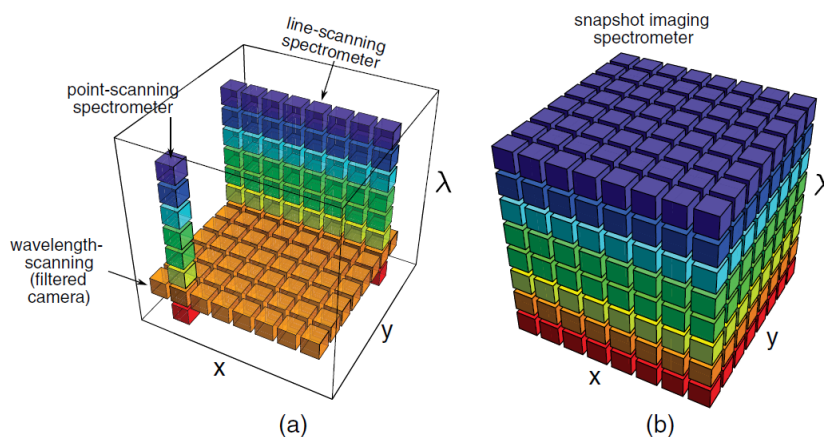 line-scanning
spectrometer
point-scanning
spectrometer
wavelength-
scanning
(filtered
camera)
λ
y
x
(a)
snapshot imaging
spectrometer
λ
y
x
(b)